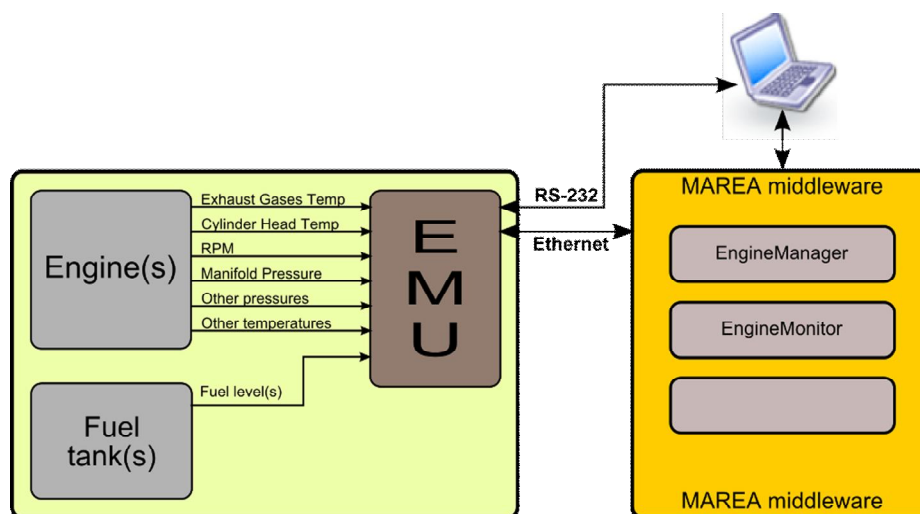 RS-232
Ethernet
Engine(s)
Exhaust Gases Temp
Cylinder Head Temp
RPM
Manifold Pressure
Other pressures
Other temperatures
Fuel level(s)
Fuel
tank(s)
E
M
U
MAREA middleware
EngineManager
EngineMonitor
MAREA middleware